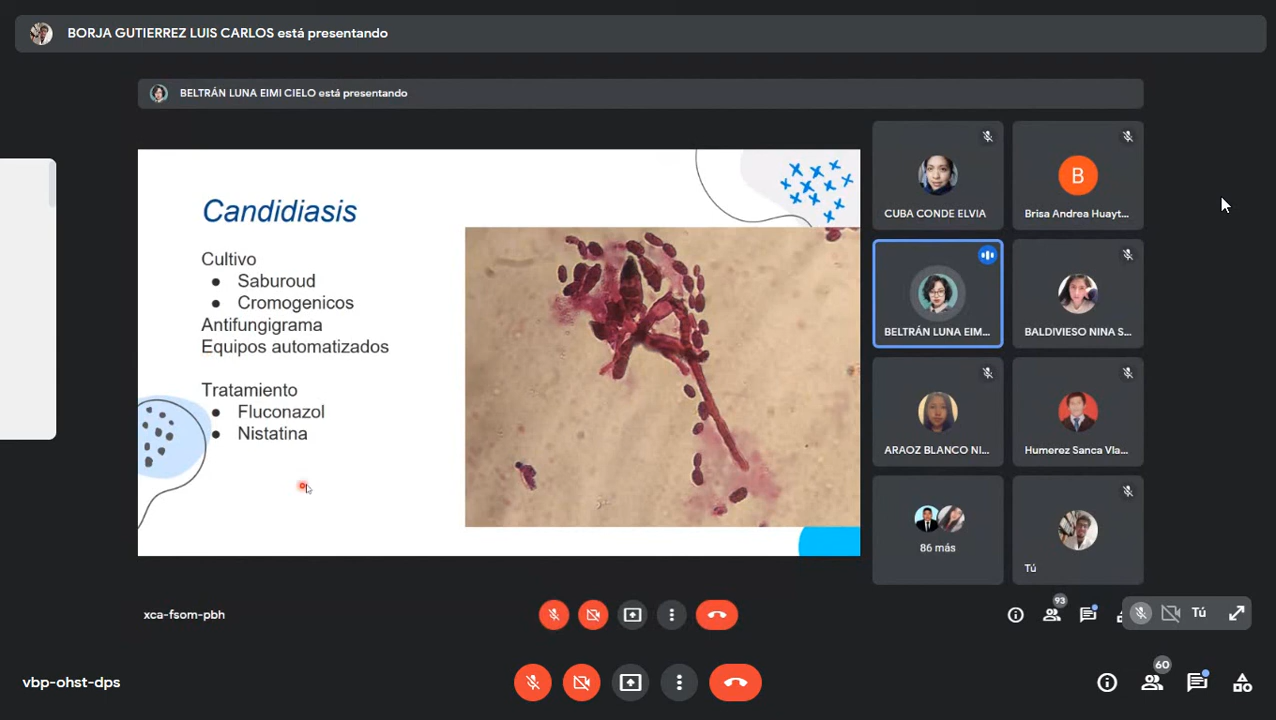 BORJA GUTIERREZ LUIS CARLOS está presentando
BELTRÁN LUNA EIMI CIELO está presentando
Candidiasis
Cultivo
● Saburoud
● Cromogenicos
Antifungigrama
Equipos automatizados
Tratamiento
● Fluconazol
● Nistatina
CUBA CONDE ELVIA
B
Brisa Andrea Huayt...
BELTRÁN LUNA EIM...
BALDIVIESO NINA S...
ARAOZ BLANCO NI...
Humerez Sanca Vla...
86 más
Tú
xca-fsom-pbh
93
Tú
vbp-ohst-dps
60